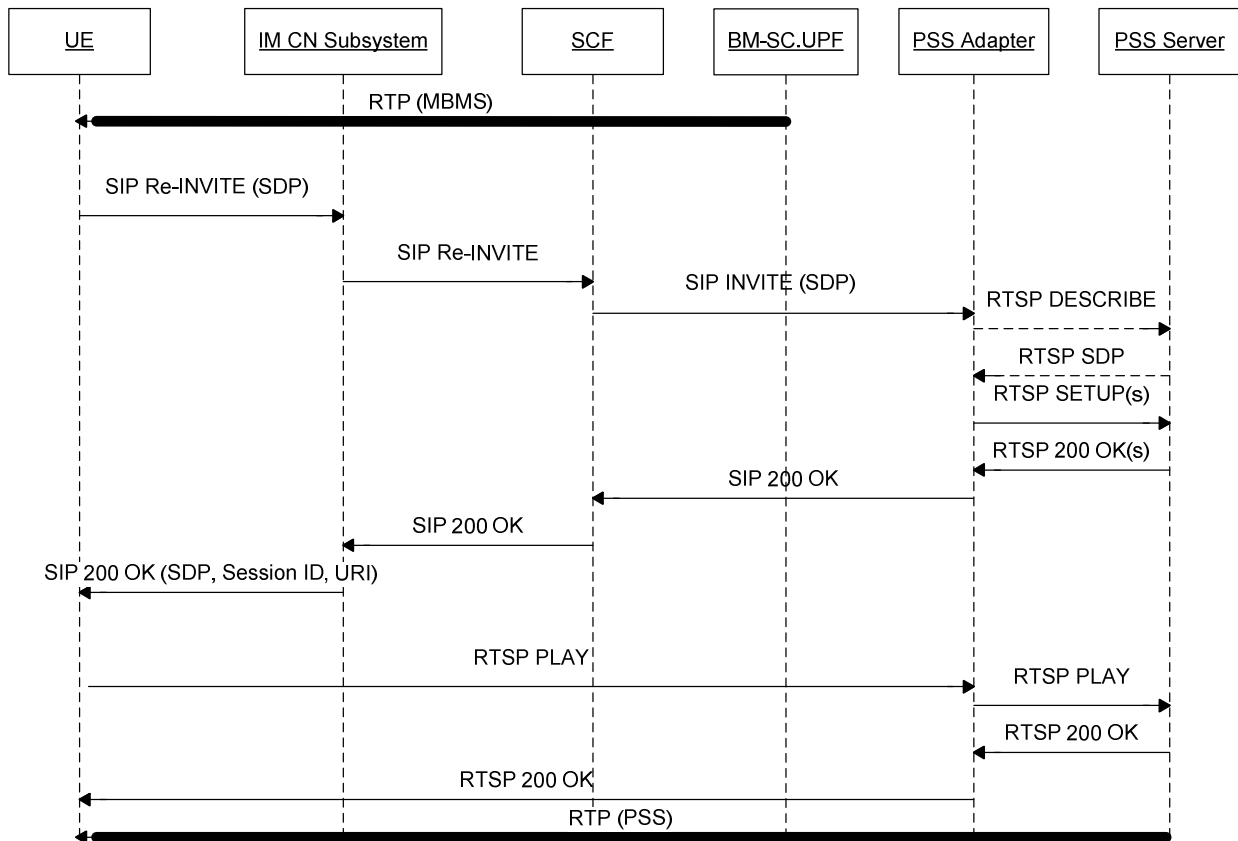 UE
IM CN Subsystem
SCF
BM-SC.UPF
PSS Adapter
PSS Server
RTP (MBMS)
SIP Re-INVITE (SDP)
SIP Re-INVITE
SIP INVITE (SDP)
RTSP DESCRIBE
RTSP SDP
RTSP SETUP(s)
RTSP 200 OK(s)
SIP 200 OK
SIP 200 OK
SIP 200 OK (SDP, Session ID, URI)
RTSP PLAY
RTSP PLAY
RTSP 200 OK
RTSP 200 OK
RTP (PSS)